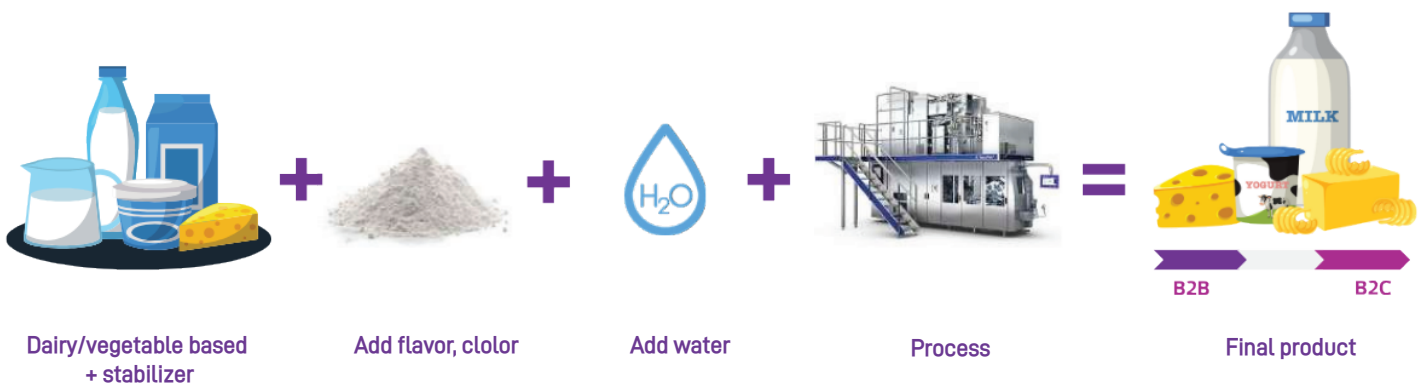 H₂O
MILK
YOGURT
B2B
B2C
Dairy/vegetable based
+ stabilizer
Add flavor, clolor
Add water
Process
Final product